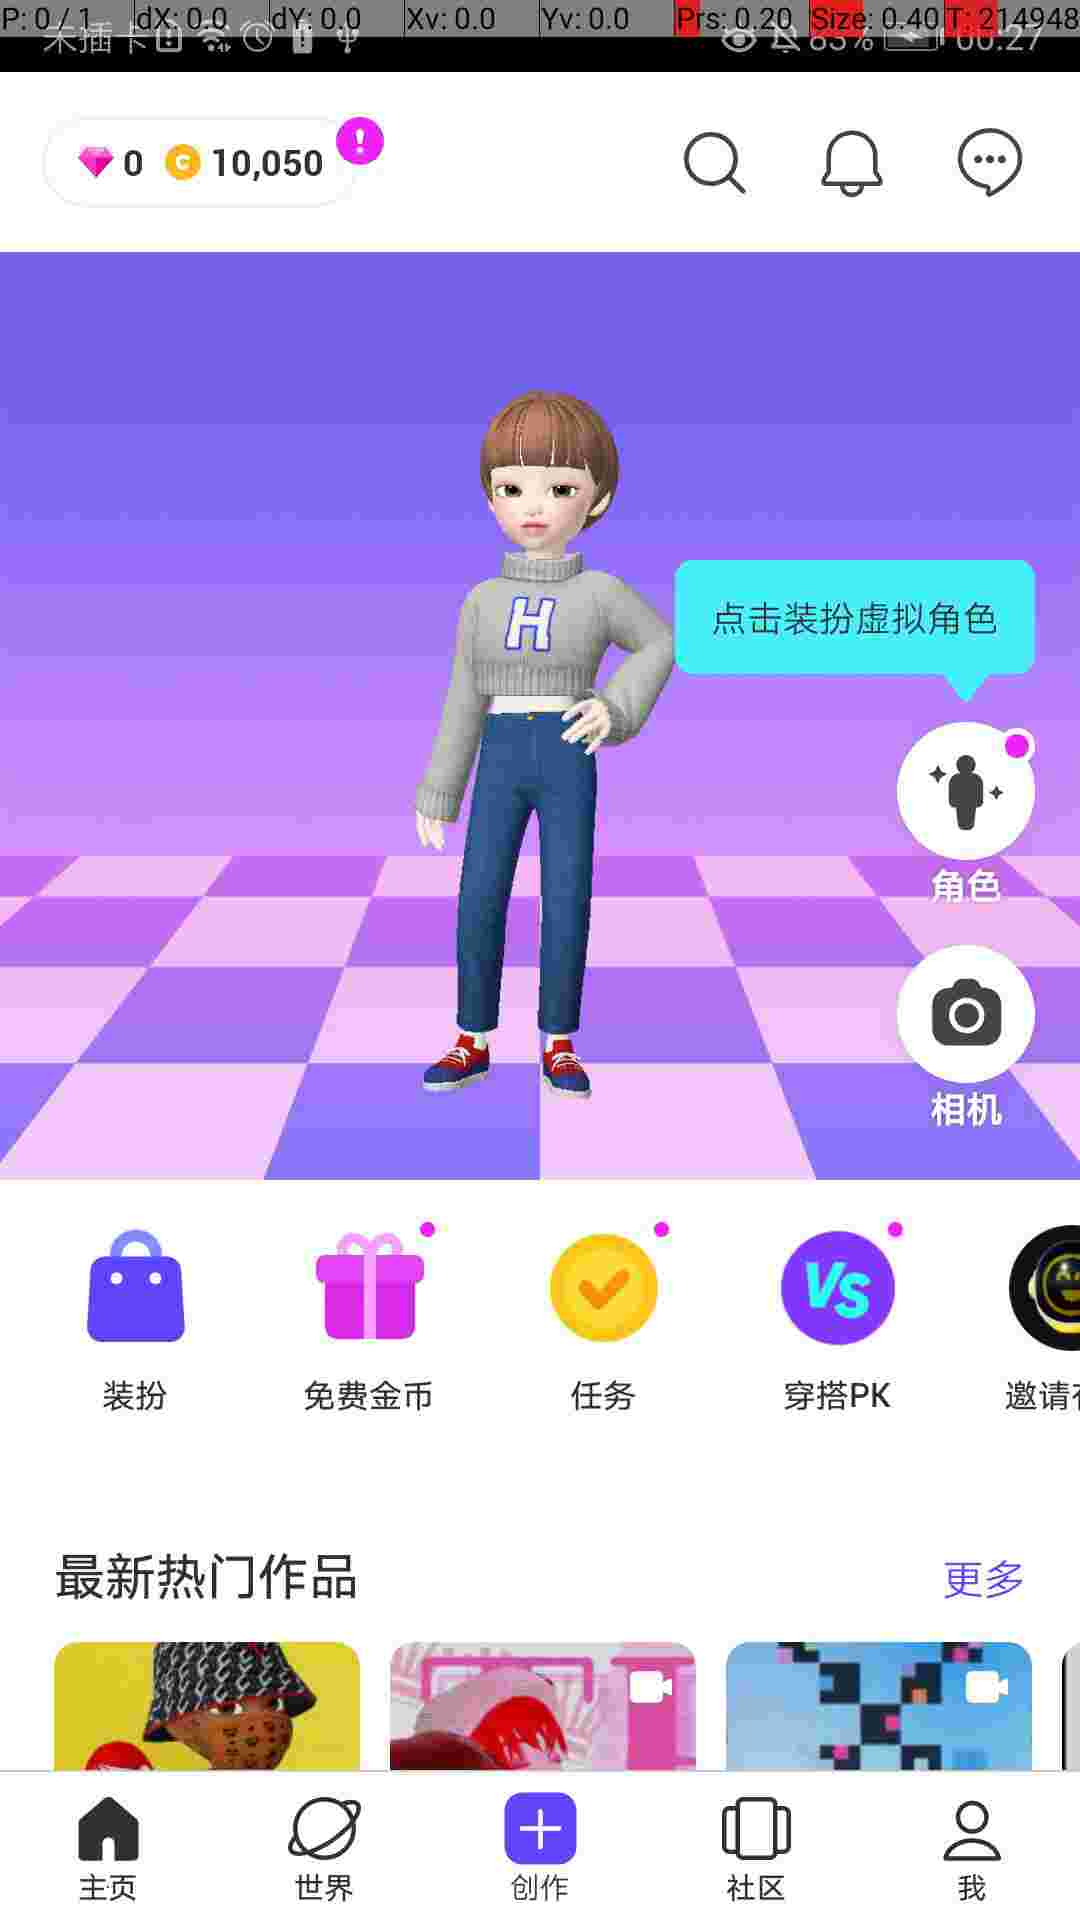 P: 0 / 1 dX: 0.0 dY: 0.0 Xv: 0.0 Yv: 0.0 Prs: 0.20 Size: 0.40 T: 214948
未插卡 83% 00:27
0 C 10,050
H
点击装扮虚拟角色
角色
相机
VS
装扮 免费金币 任务 穿搭PK 邀请
最新热门作品 更多
主页 世界 创作 社区 我